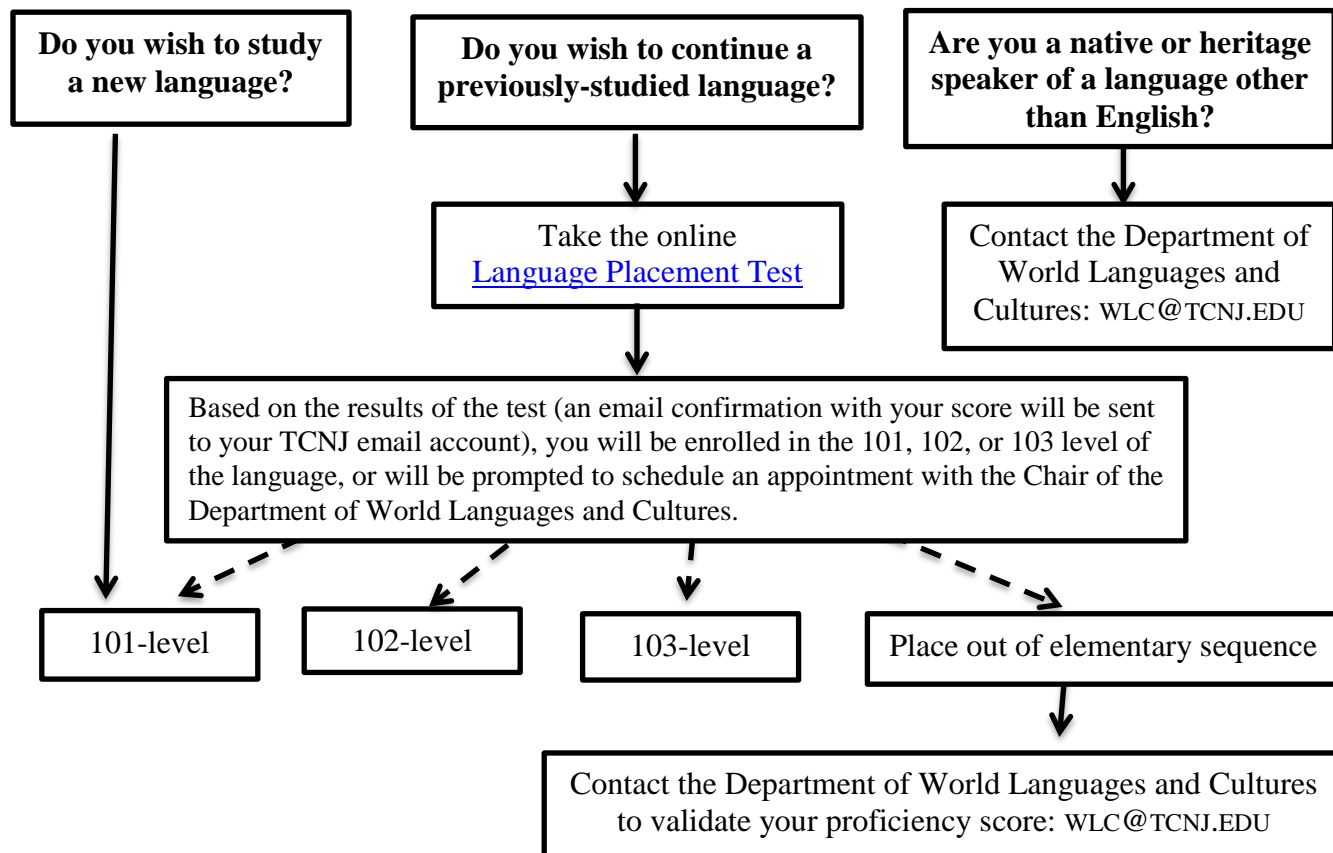 Do you wish to study
a new language?
Do you wish to continue a
previously-studied language?
Are you a native or heritage
speaker of a language other
than English?
Take the online
Language Placement Test
Contact the Department of
World Languages and
Cultures: WLC@TCNJ.EDU
Based on the results of the test (an email confirmation with your score will be sent
to your TCNJ email account), you will be enrolled in the 101, 102, or 103 level of
the language, or will be prompted to schedule an appointment with the Chair of the
Department of World Languages and Cultures.
101-level
102-level
103-level
Place out of elementary sequence
Contact the Department of World Languages and Cultures
to validate your proficiency score: WLC@TCNJ.EDU